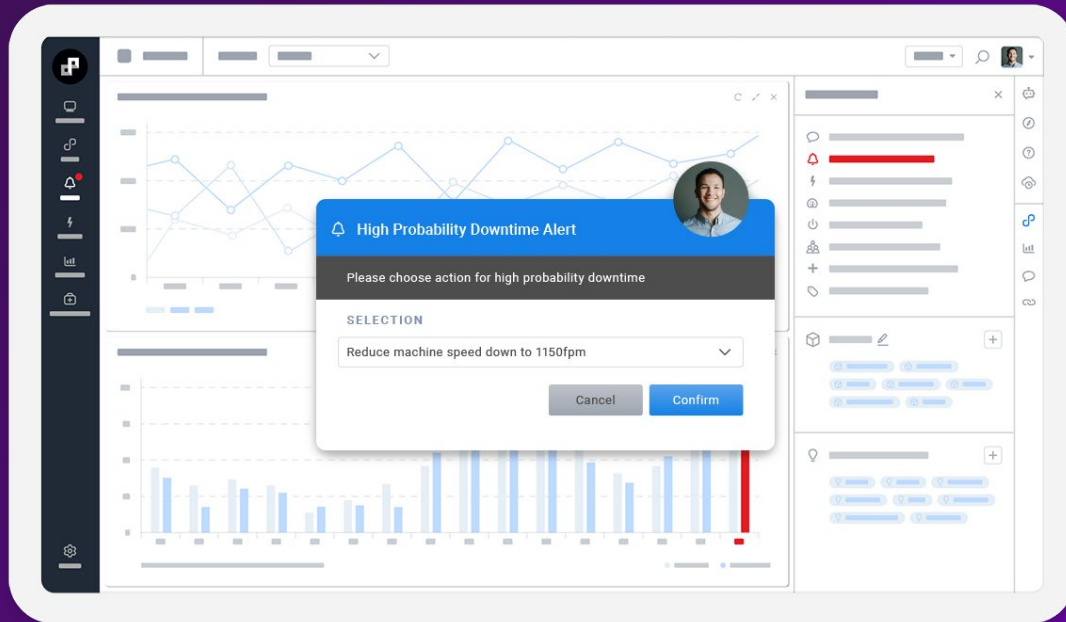 High Probability Downtime Alert
Please choose action for high probability downtime
SELECTION
Reduce machine speed down to 1150fpm
Cancel
Confirm